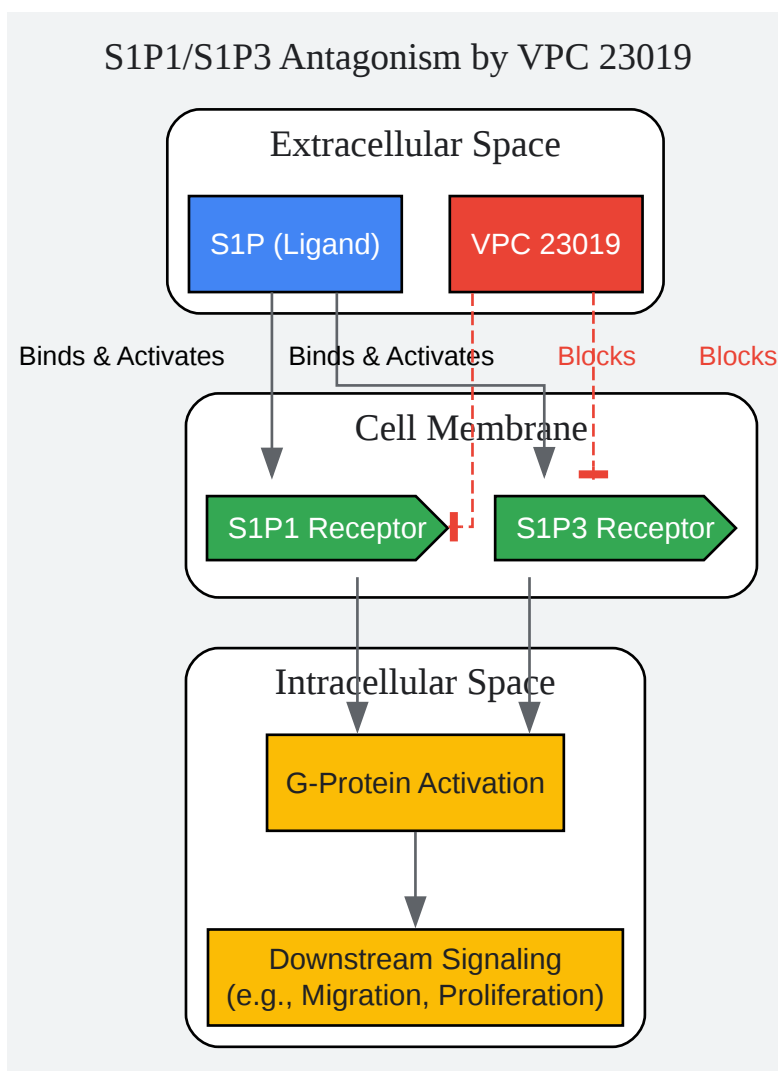 S1P1/S1P3 Antagonism by VPC 23019
Extracellular Space
S1P (Ligand)
VPC 23019
Binds & Activates
Binds & Activates
Blocks
Blocks
Cell Membrane
S1P1 Receptor
S1P3 Receptor
Intracellular Space
G-Protein Activation
Downstream Signaling
(e.g., Migration, Proliferation)